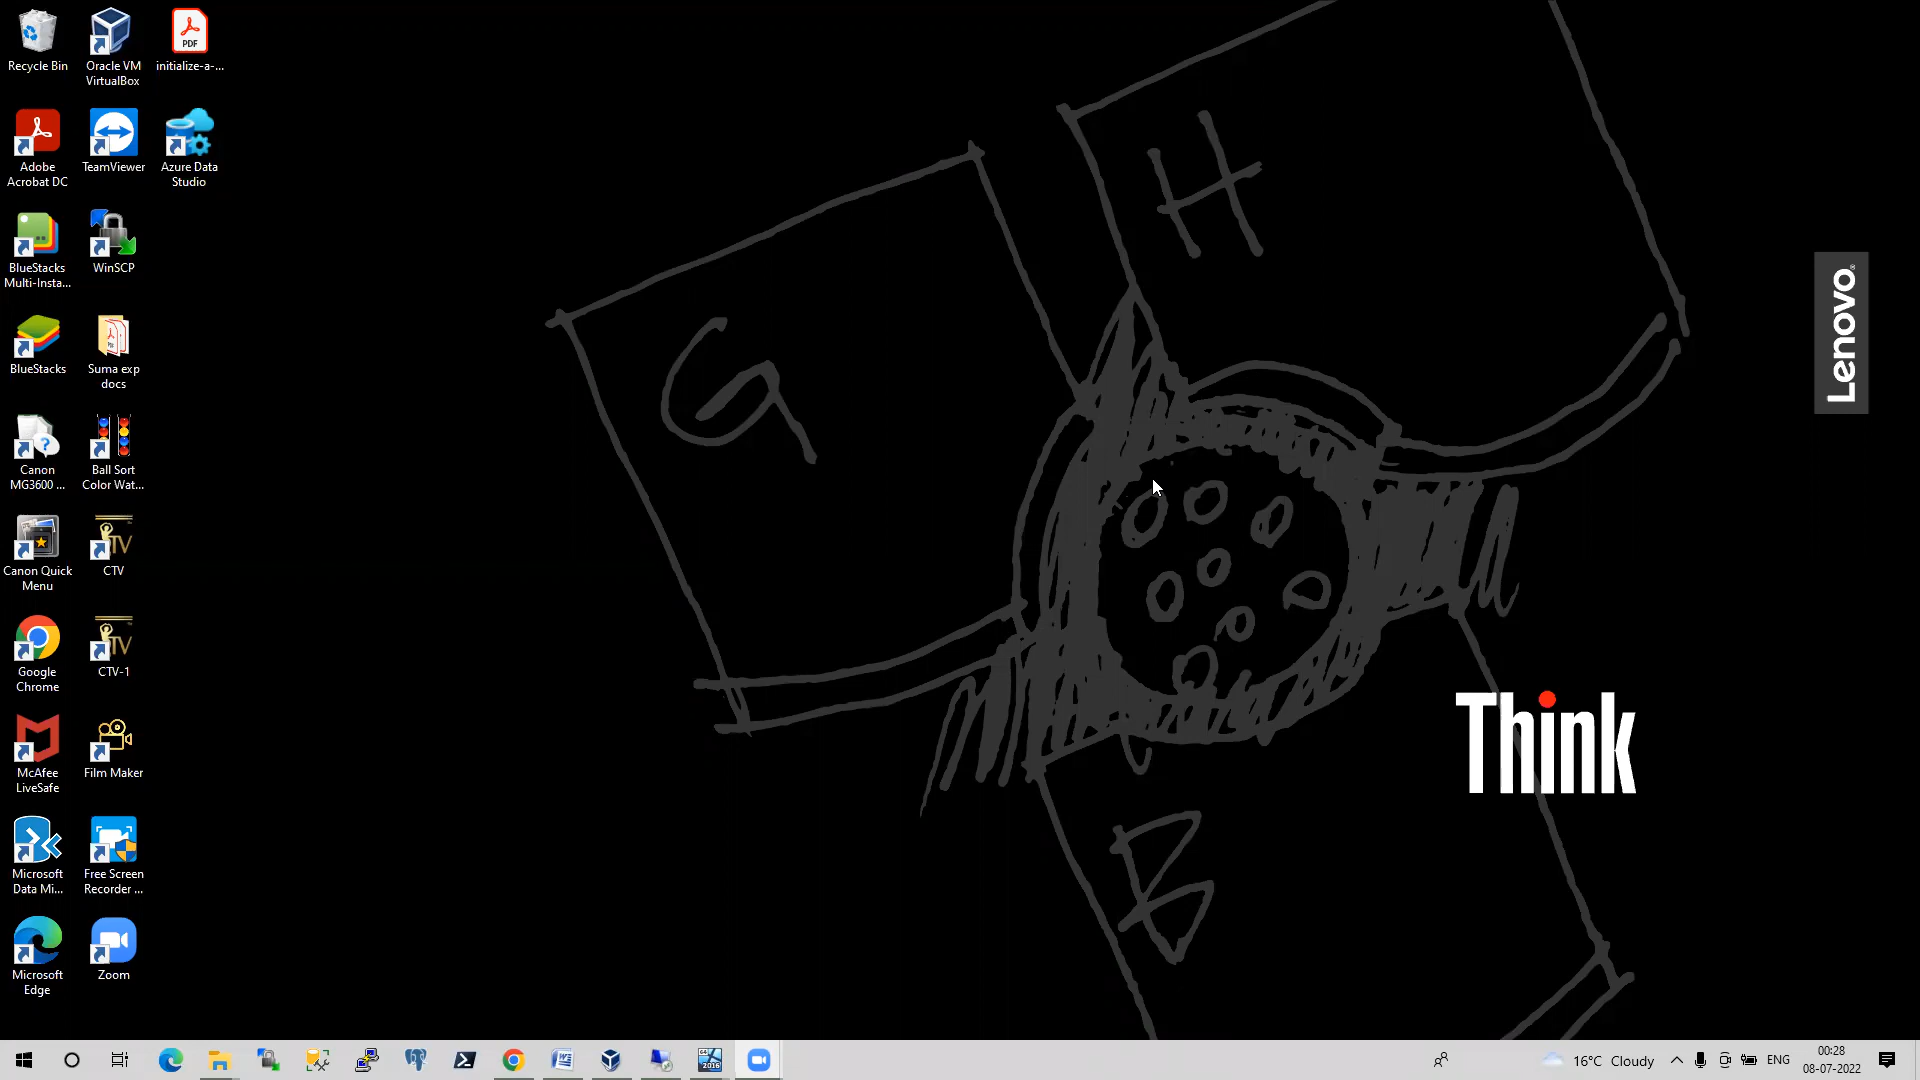 Recycle Bin
Oracle VM
VirtualBox
initialize-a-...
PDF
Adobe
Acrobat DC
TeamViewer
Azure Data
Studio
BlueStacks
Multi-Insta...
WinSCP
BlueStacks
Suma exp
docs
Canon
MG3600 ...
Ball Sort
Color Wat...
Canon Quick
Menu
CTV
Google
Chrome
CTV-1
McAfee
LiveSafe
Film Maker
Microsoft
Data Mi...
Free Screen
Recorder ...
Microsoft
Edge
Zoom
H
G
B
Lenovo
Think
16°C Cloudy
ENG
00:28
08-07-2022